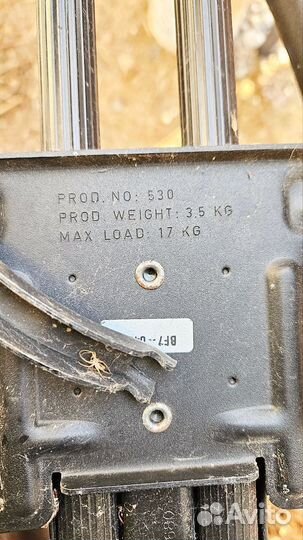 PROD. NO: 530
PROD. WEIGHT: 3.5 KG
MAX LOAD: 17 KG
Avito